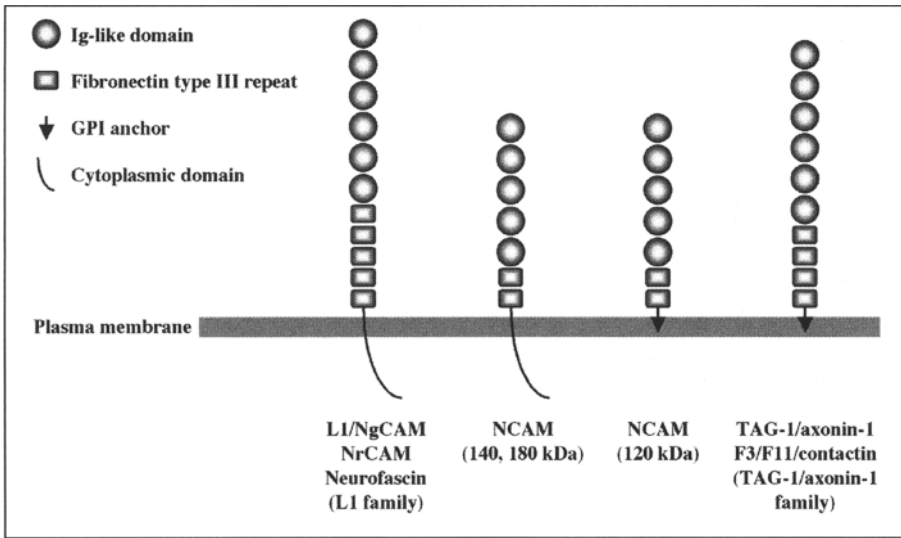 Ig-like domain
Fibronectin type III repeat
GPI anchor
Cytoplasmic domain
Plasma membrane
L1/NgCAM
NrCAM
Neurofascin
(L1 family)
NCAM
(140, 180 kDa)
NCAM
(120 kDa)
TAG-1/axonin-1
F3/F11/contactin
(TAG-1/axonin-1
family)